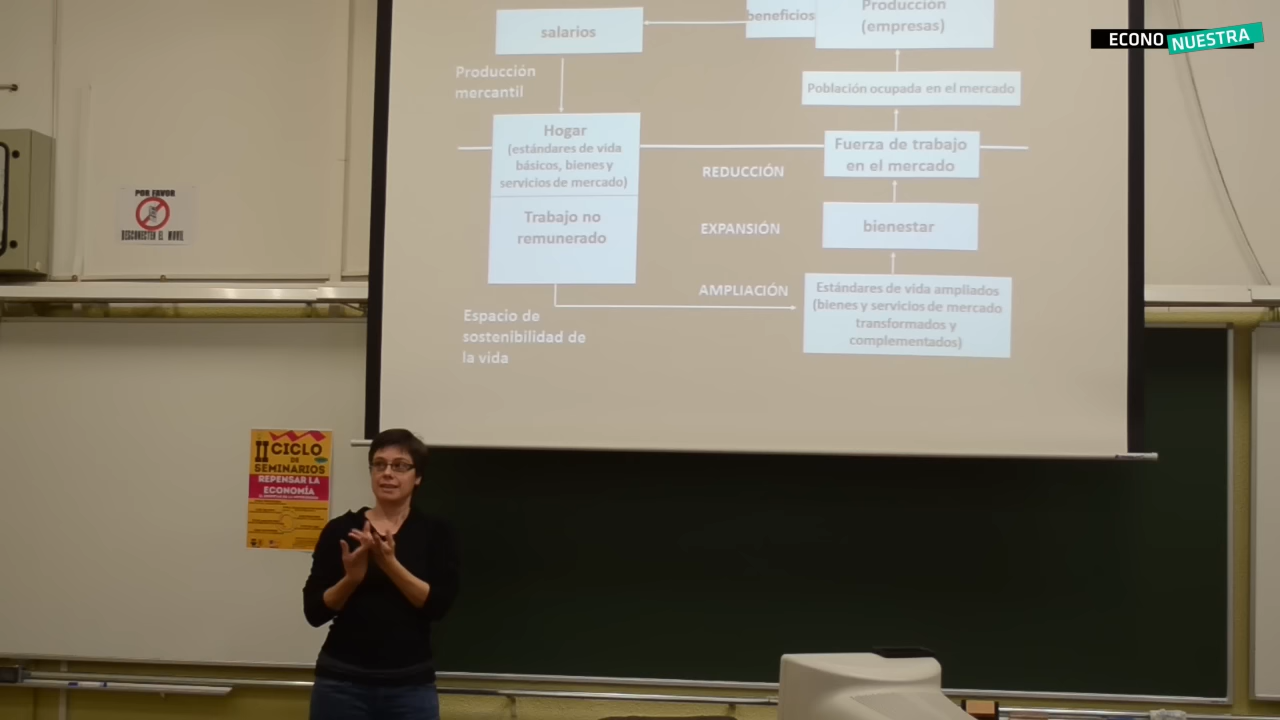 Producción
(empresas)
beneficios
salarios
ECONO
NUESTRA
Producción
mercantil
Población ocupada en el mercado
Hogar
(estándares de vida
básicos, bienes y
servicios de mercado)
Fuerza de trabajo
en el mercado
REDUCCIÓN
Trabajo no
remunerado
EXPANSIÓN
bienestar
AMPLIACIÓN
Estándares de vida ampliados
(bienes y servicios de mercado
transformados y
complementados)
Espacio de
sostenibilidad de
la vida
POR FAVOR
DESCONECTEN EL MOVIL
II CICLO
DE
SEMINARIOS
REPENSAR LA
ECONOMÍA